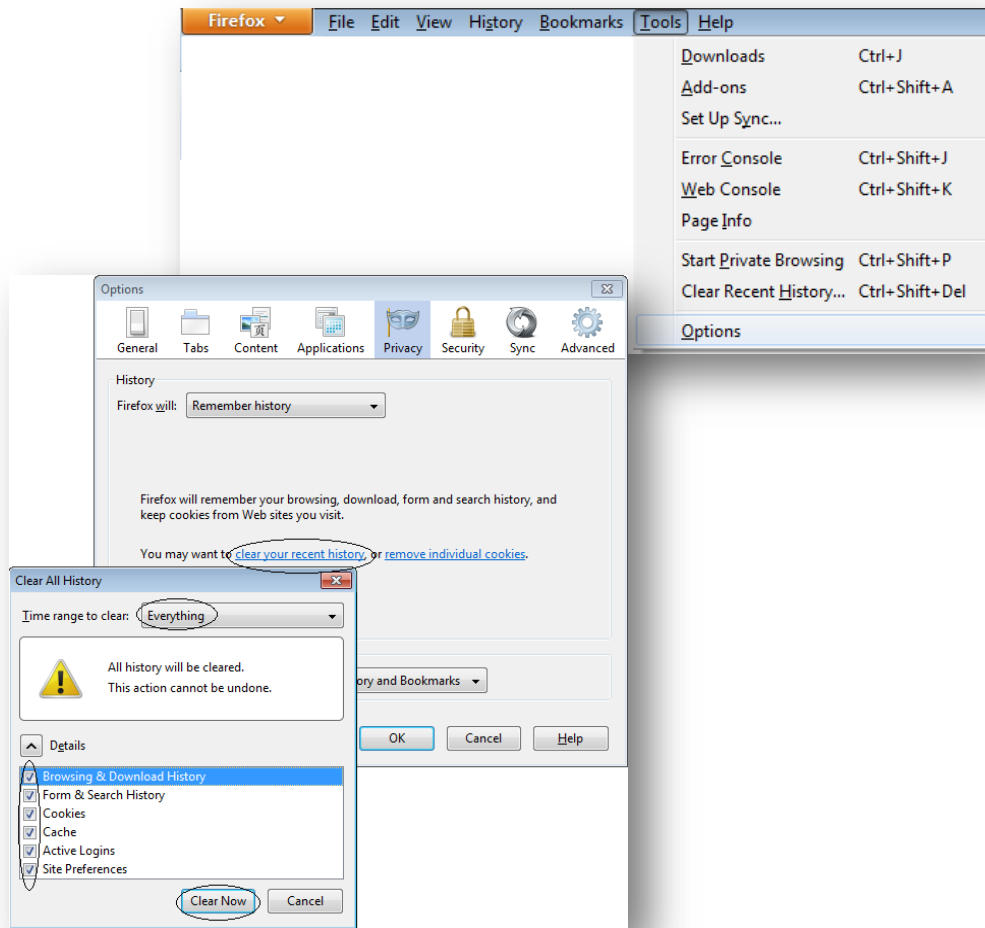 Firefox
File Edit View History Bookmarks Tools Help
Downloads Ctrl+J
Add-ons Ctrl+Shift+A
Set Up Sync...
Error Console Ctrl+Shift+J
Web Console Ctrl+Shift+K
Page Info
Start Private Browsing Ctrl+Shift+P
Clear Recent History... Ctrl+Shift+Del
Options
Options
General Tabs Content Applications Privacy Security Sync Advanced
History
Firefox will: Remember history
Firefox will remember your browsing, download, form and search history, and
keep cookies from Web sites you visit.
You may want to clear your recent history, or remove individual cookies.
ory and Bookmarks
OK Cancel Help
Clear All History
Time range to clear: Everything
All history will be cleared.
This action cannot be undone.
Details
Browsing & Download History
Form & Search History
Cookies
Cache
Active Logins
Site Preferences
Clear Now Cancel